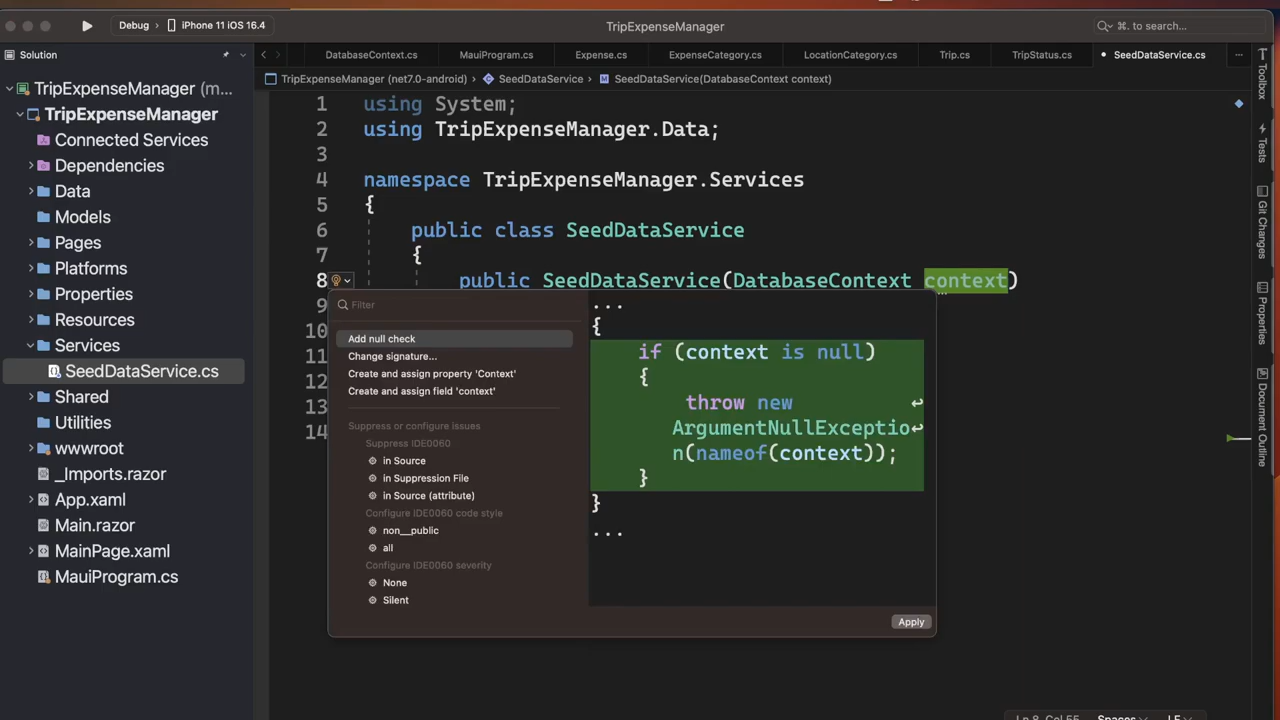 Debug
iPhone 11 iOS 16.4
TripExpenseManager
⌘. to search...
Solution
DatabaseContext.cs
MauiProgram.cs
Expense.cs
ExpenseCategory.cs
LocationCategory.cs
Trip.cs
TripStatus.cs
SeedDataService.cs
TripExpenseManager (net7.0-android)
SeedDataService
SeedDataService(DatabaseContext context)
TripExpenseManager (m...
TripExpenseManager
Connected Services
Dependencies
Data
Models
Pages
Platforms
Properties
Resources
Services
SeedDataService.cs
Shared
Utilities
wwwroot
_Imports.razor
App.xaml
Main.razor
MainPage.xaml
MauiProgram.cs
1 using System;
2 using TripExpenseManager.Data;
3
4 namespace TripExpenseManager.Services
5 {
6 public class SeedDataService
7 {
8 public SeedDataService(DatabaseContext context)
9
10
11
12
13
14
Filter
Add null check
Change signature...
Create and assign property 'Context'
Create and assign field 'context'
Suppress or configure issues
Suppress IDE0060
in Source
in Suppression File
in Source (attribute)
Configure IDE0060 code style
non__public
all
Configure IDE0060 severity
None
Silent
...
{
if (context is null)
{
throw new
ArgumentNullExceptio
n(nameof(context));
}
}
...
Apply
Toolbox
Tests
Git Changes
Properties
Document Outline
Ln 8, Col 55
Spaces
LF